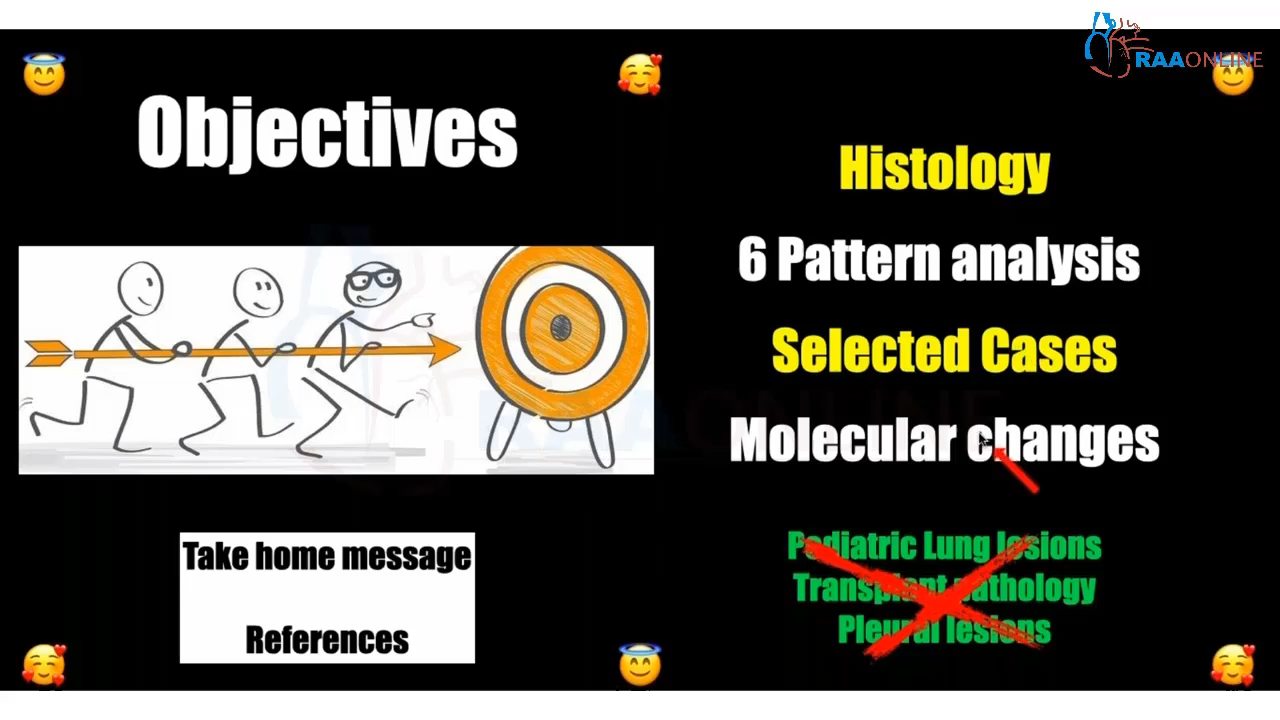 RAAONLINE
Objectives
Histology
6 Pattern analysis
Selected Cases
Molecular changes
Take home message
References
Pediatric Lung lesions
Transplant pathology
Pleural lesions